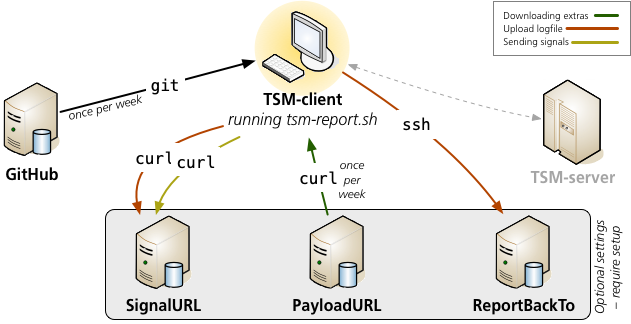 Downloading extras
Upload logfile
Sending signals
git
once per week
TSM-client
running tsm-report.sh
GitHub
TSM-server
ssh
curl
curl
curl
once
per
week
SignalURL
PayloadURL
ReportBackTo
Optional settings
– require setup